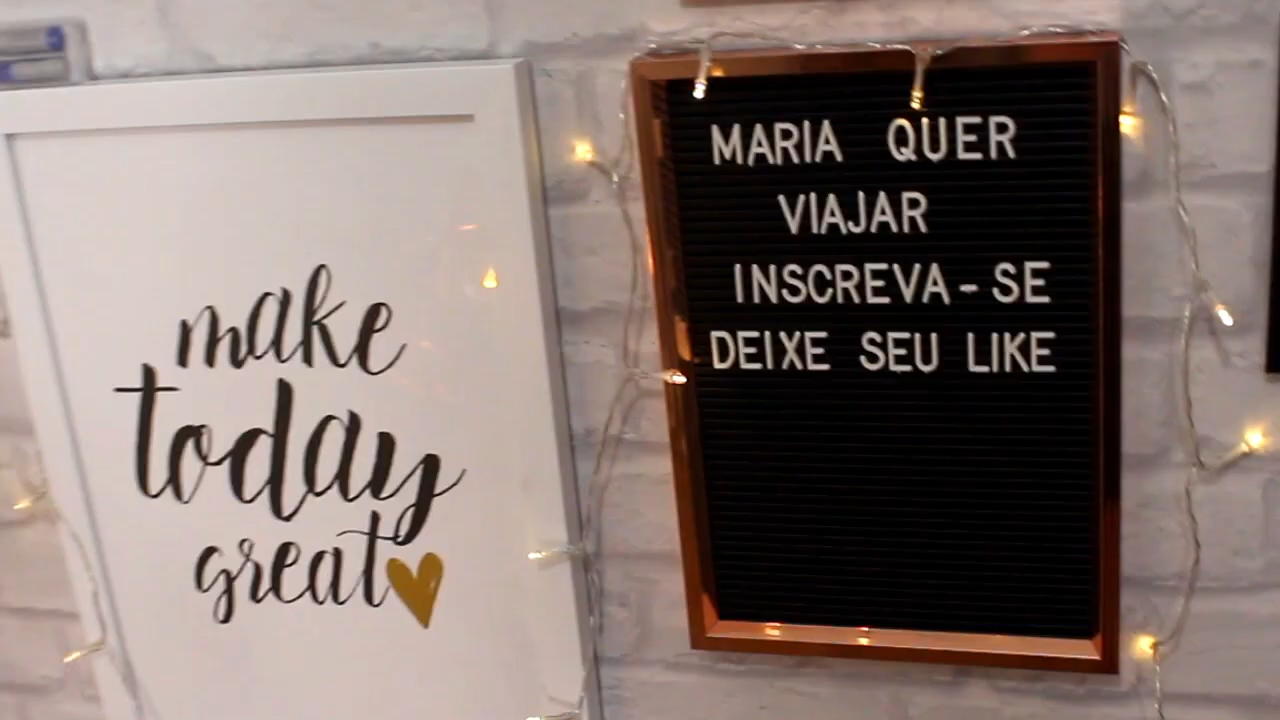 make
today
great
MARIA QUER
VIAJAR
INSCREVA-SE
DEIXE SEU LIKE